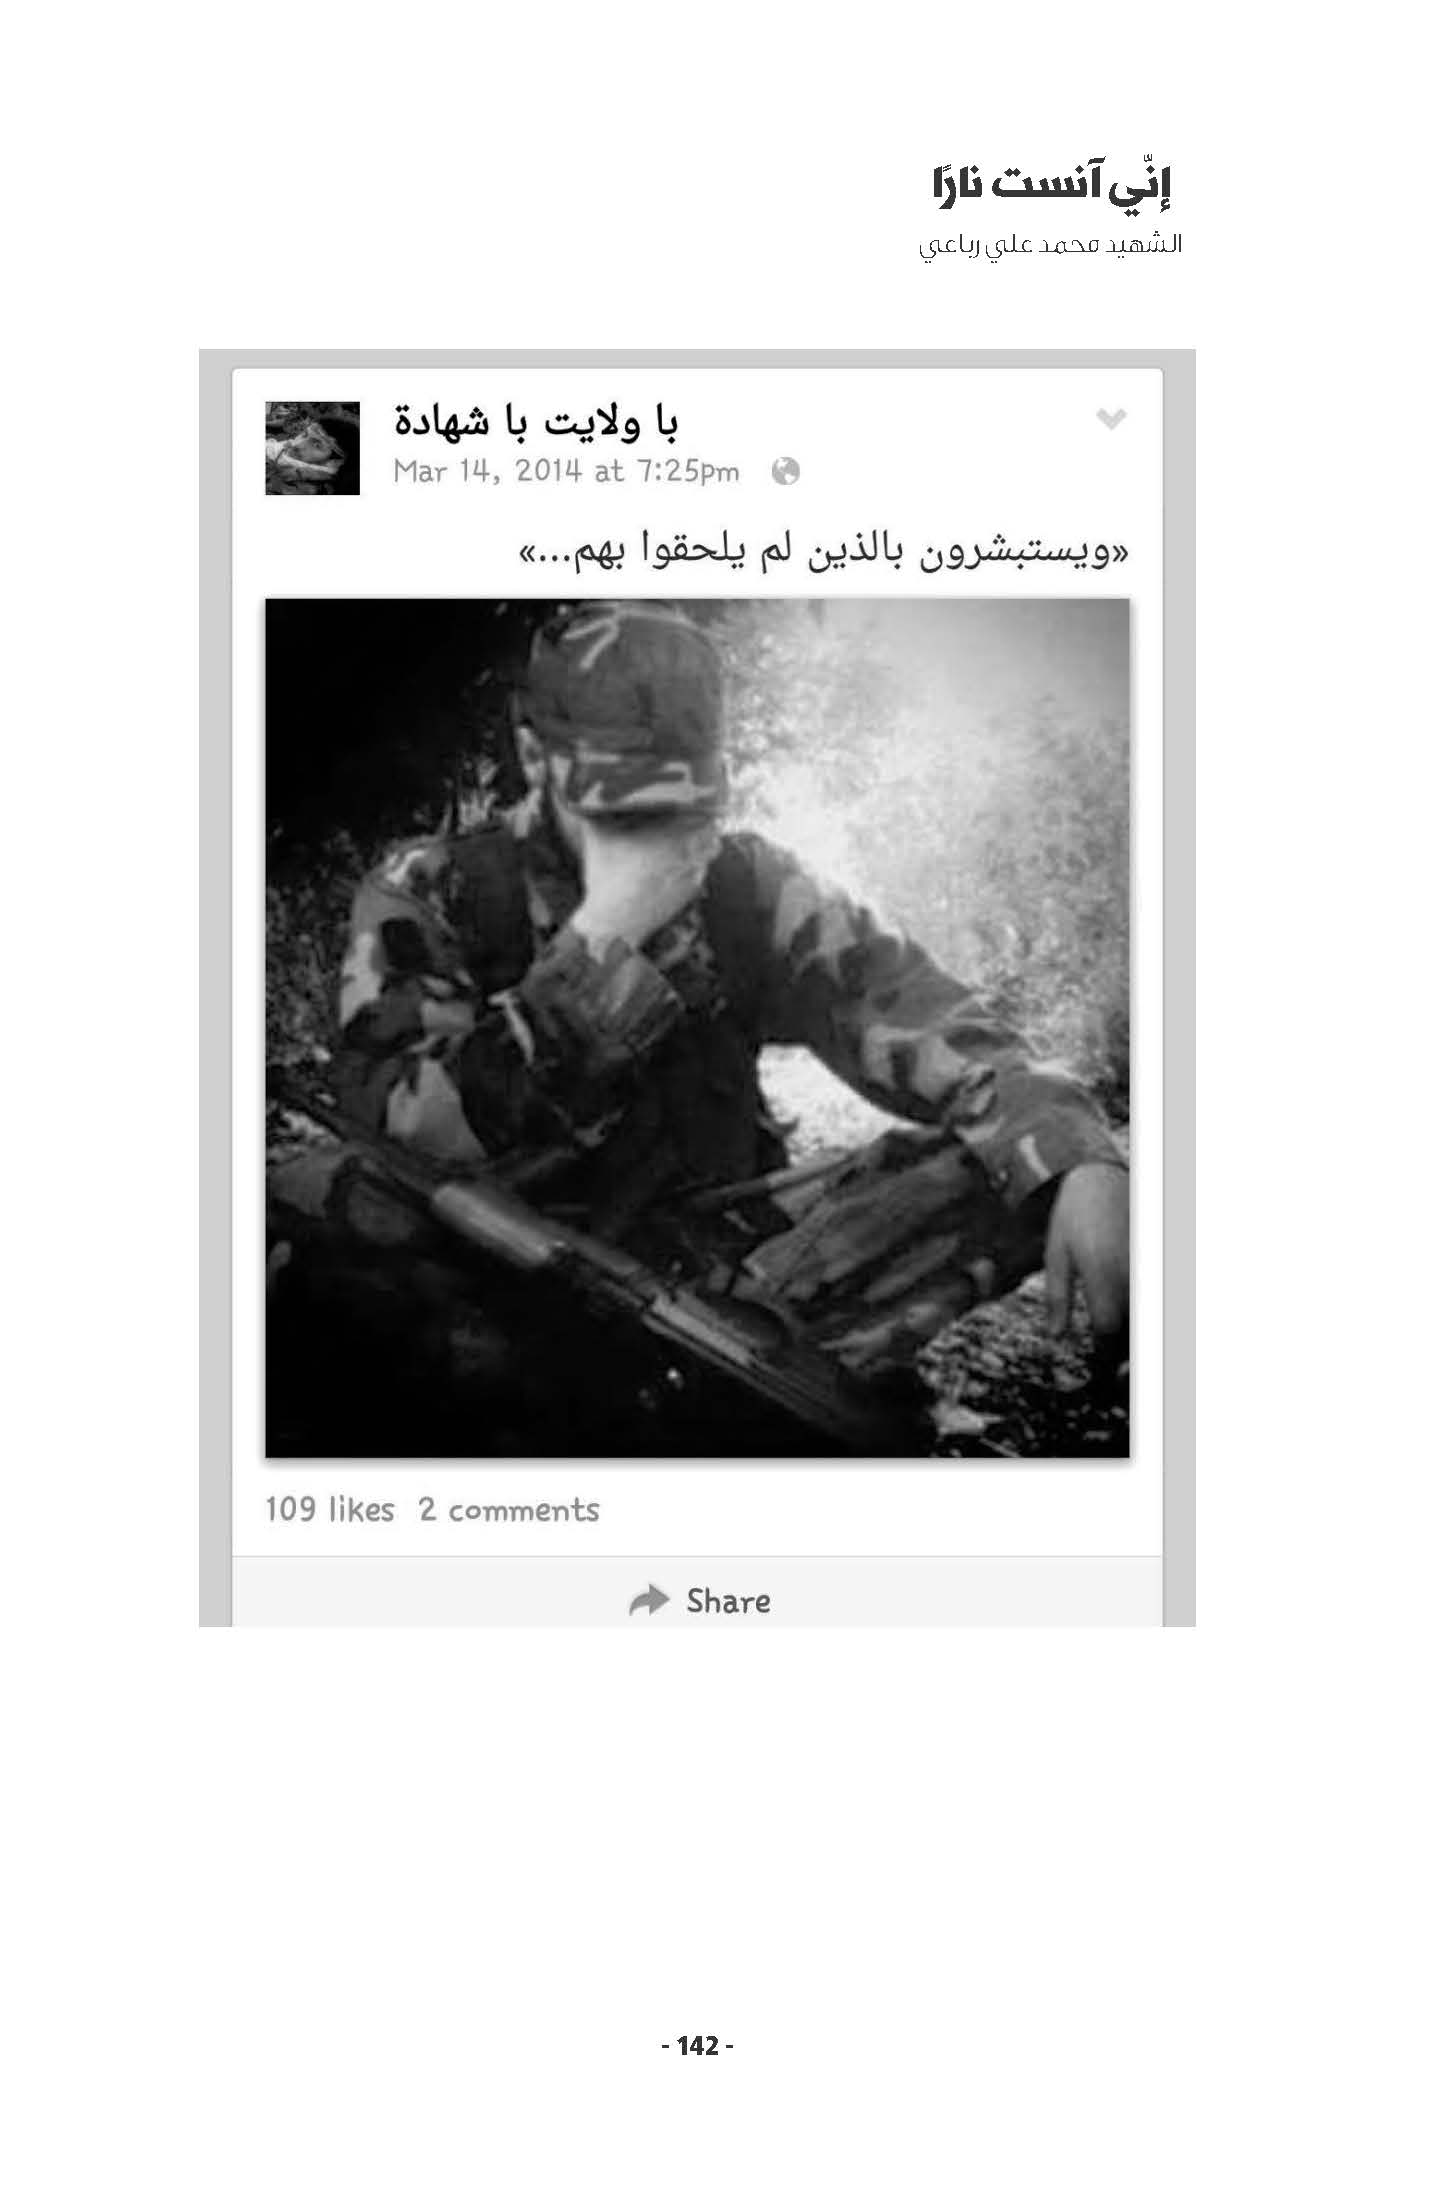 إنّي آنست نارًا
الشهيد محمد علي رباعي
با ولايت با شهادة
Mar 14, 2014 at 7:25pm
«ويستبشرون بالذين لم يلحقوا بهم...»
109 likes 2 comments
Share
- 142 -